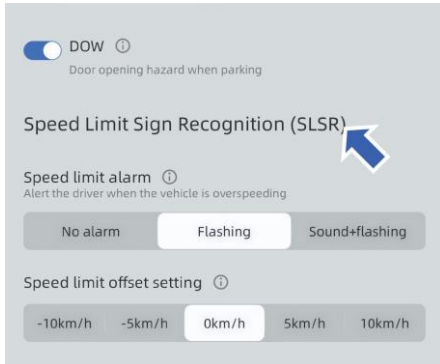 DOW
Door opening hazard when parking
Speed Limit Sign Recognition (SLSR)
Speed limit alarm
Alert the driver when the vehicle is overspeeding
No alarm Flashing Sound+flashing
Speed limit offset setting
-10km/h -5km/h 0km/h 5km/h 10km/h